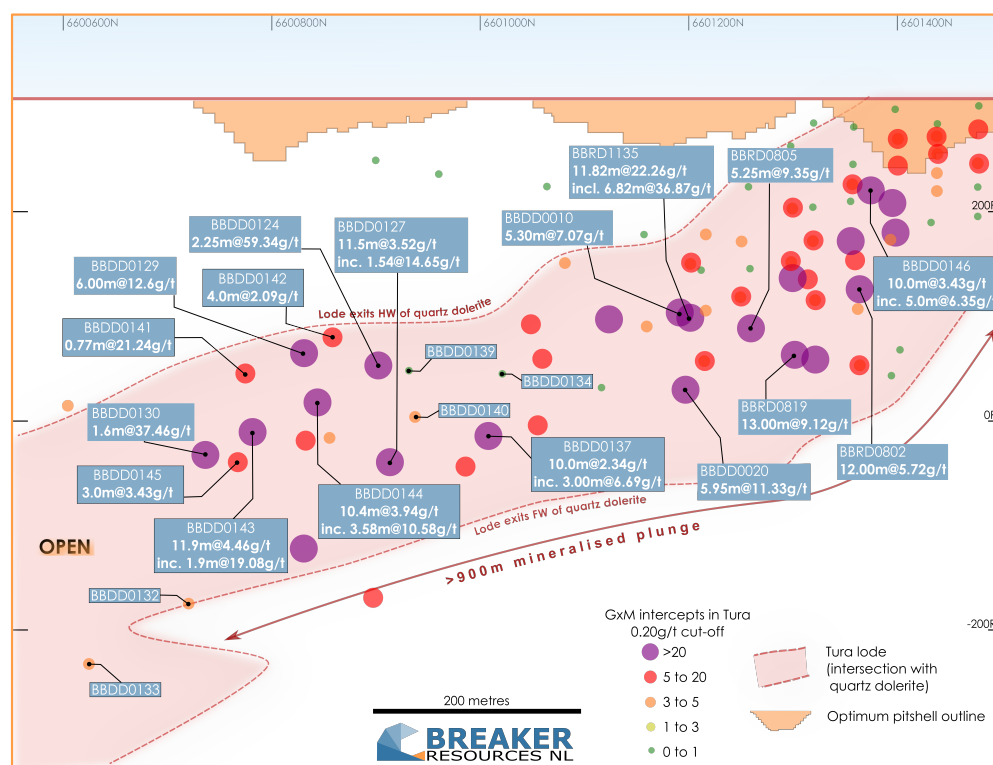 6600600N
6600800N
6601000N
6601200N
6601400N
BBRD1135
11.82m@22.26g/t
incl. 6.82m@36.87g/t
BBRD0805
5.25m@9.35g/t
BBDD0124
2.25m@59.34g/t
BBDD0127
11.5m@3.52g/t
inc. 1.54@14.65g/t
BBDD0010
5.30m@7.07g/t
200R
BBDD0129
6.00m@12.6g/t
BBDD0142
4.0m@2.09g/t
BBDD0146
10.0m@3.43g/t
inc. 5.0m@6.35g/t
Lode exits HW of quartz dolerite
BBDD0141
0.77m@21.24g/t
BBDD0139
BBDD0134
BBDD0140
0R
BBDD0130
1.6m@37.46g/t
BBRD0819
13.00m@9.12g/t
BBDD0145
3.0m@3.43g/t
BBDD0137
10.0m@2.34g/t
inc. 3.00m@6.69g/t
BBRD0802
12.00m@5.72g/t
BBDD0020
5.95m@11.33g/t
BBDD0144
10.4m@3.94g/t
inc. 3.58m@10.58g/t
Lode exits FW of quartz dolerite
BBDD0143
11.9m@4.46g/t
inc. 1.9m@19.08g/t
OPEN
>900m mineralised plunge
BBDD0132
BBDD0133
-200R
GxM intercepts in Tura
0.20g/t cut-off
>20
5 to 20
3 to 5
1 to 3
0 to 1
Tura lode
(intersection with
quartz dolerite)
Optimum pitshell outline
200 metres
BREAKER
RESOURCES NL